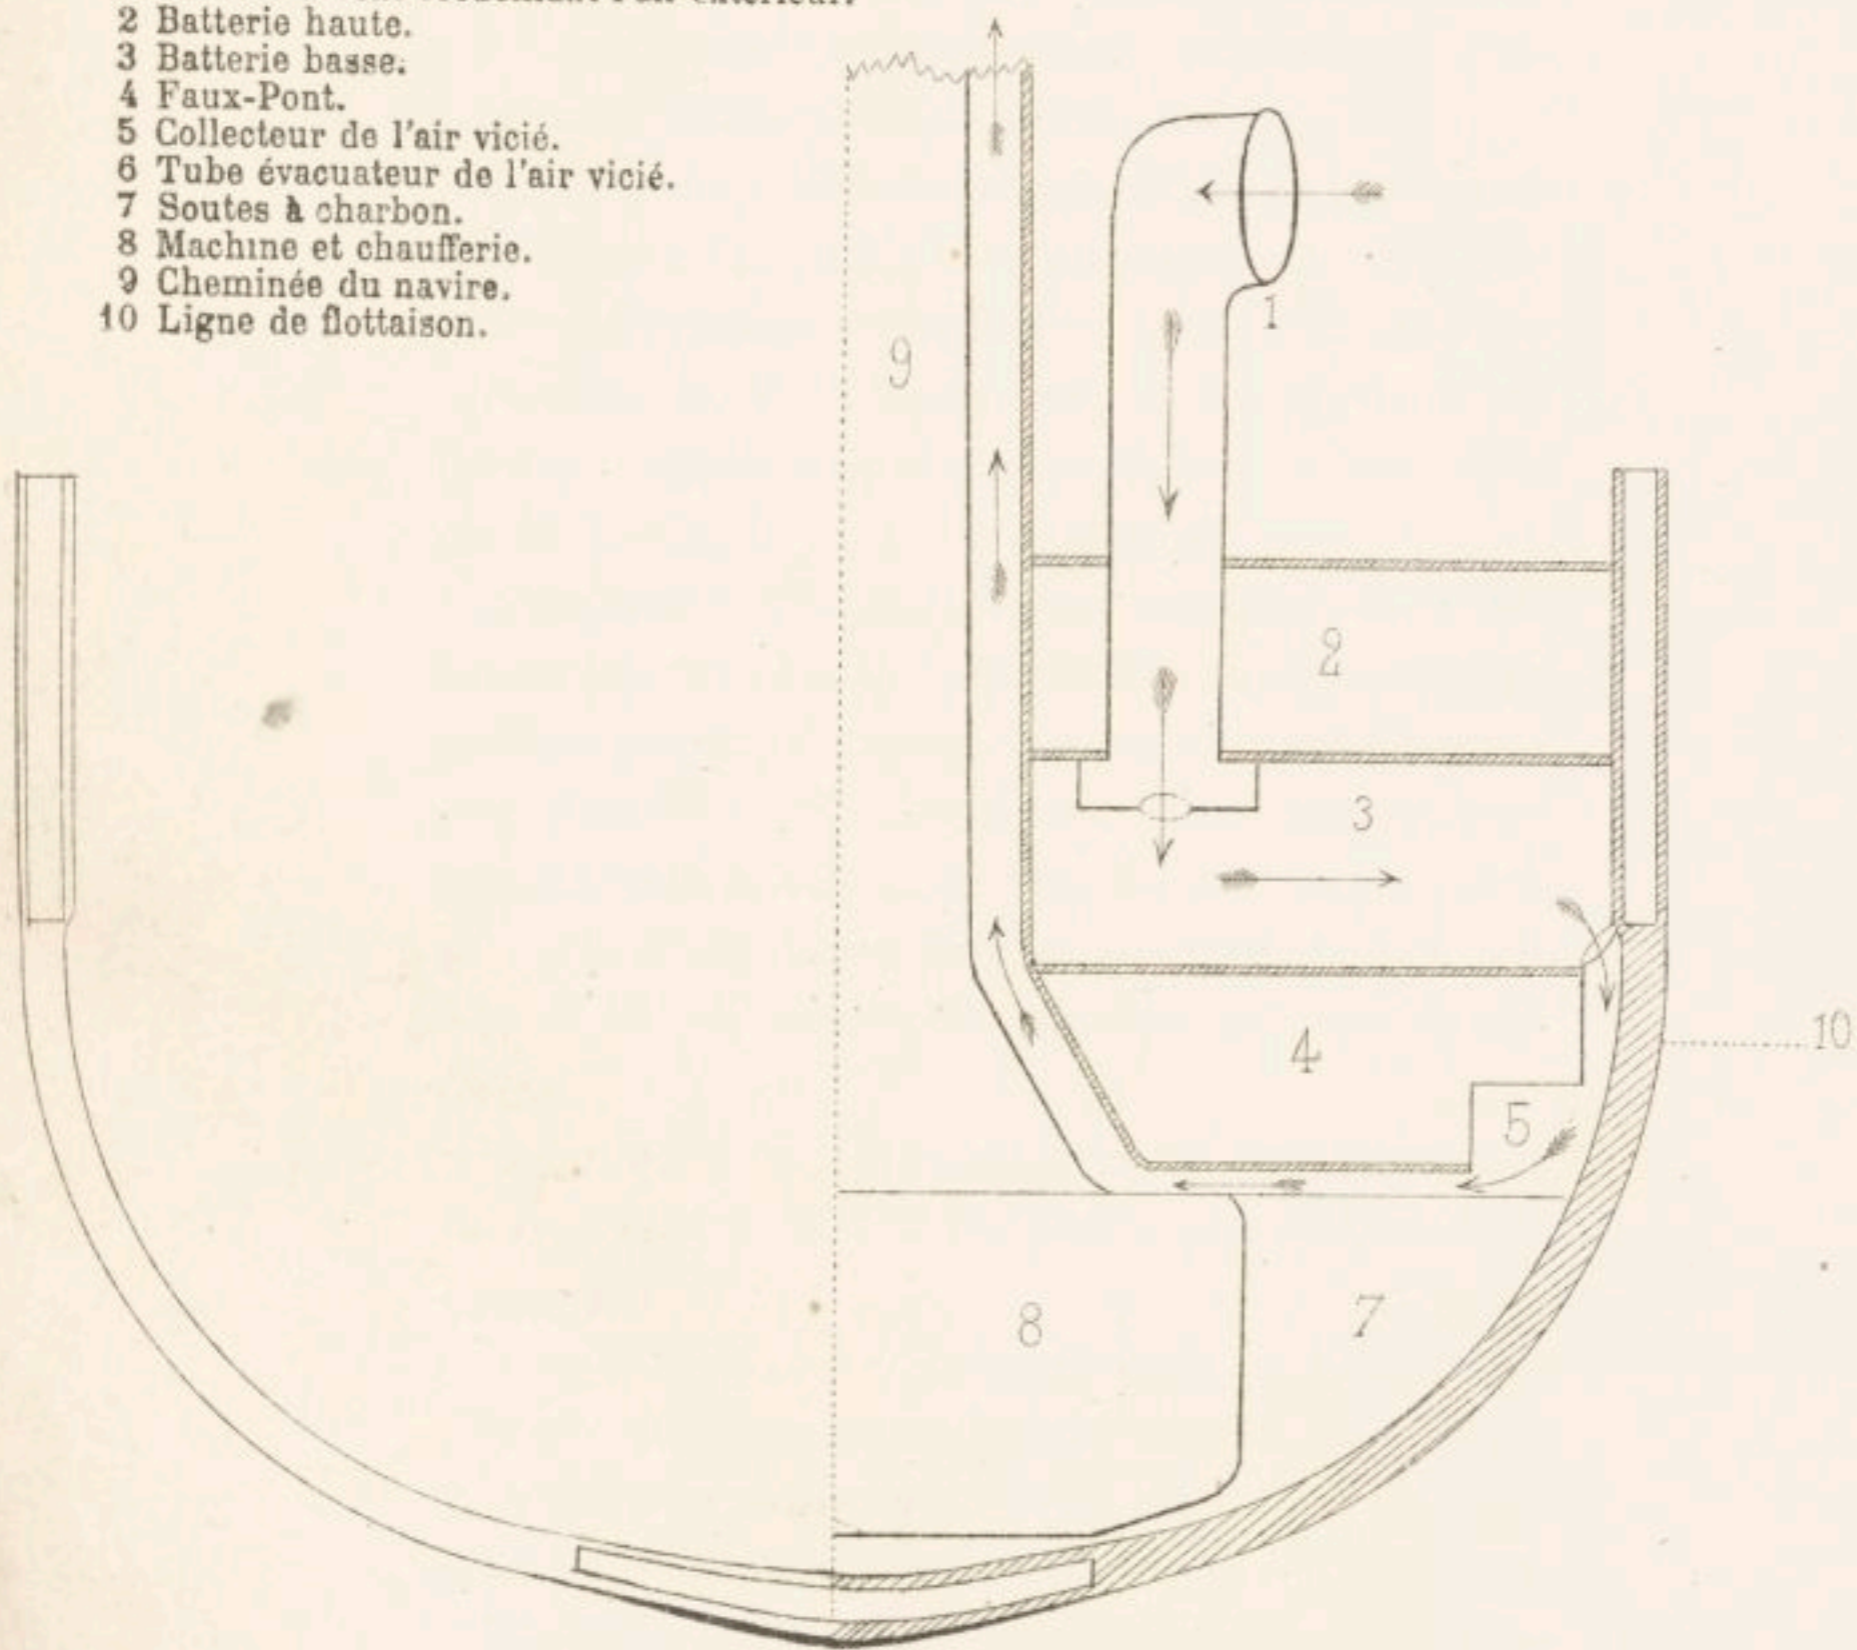 l'air extérieur.
2 Batterie haute.
3 Batterie basse.
4 Faux-Pont.
5 Collecteur de l'air vicié.
6 Tube évacuateur de l'air vicié.
7 Soutes à charbon.
8 Machine et chaufferie.
9 Cheminée du navire.
10 Ligne de flottaison.
1
9
2
3
4
10
5
8
7